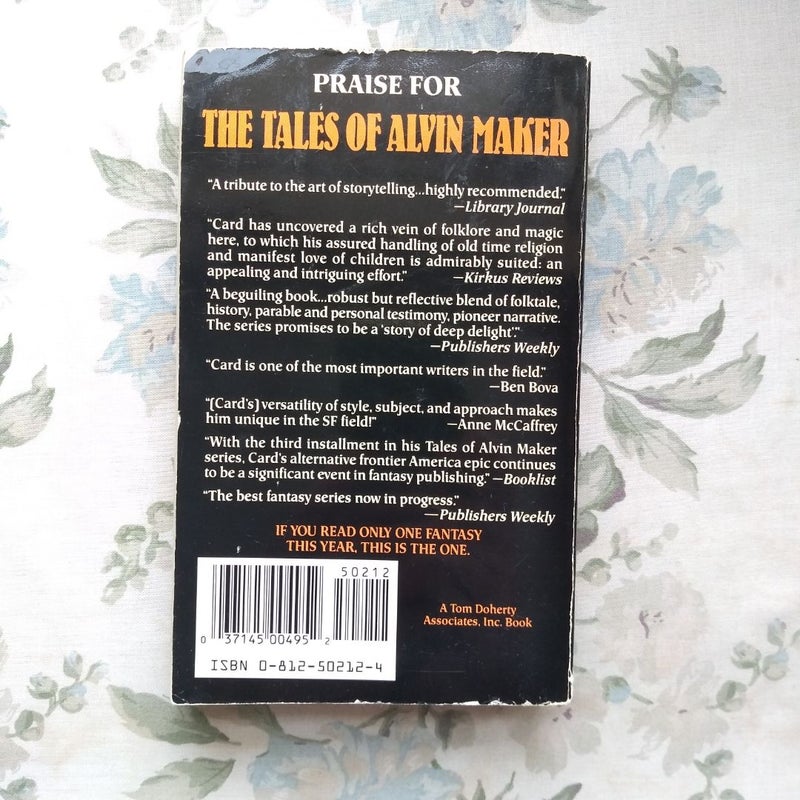 PRAISE FOR
THE TALES OF ALVIN MAKER
"A tribute to the art of storytelling...highly recommended."
—Library Journal
"Card has uncovered a rich vein of folklore and magic
here, to which his assured handling of old time religion
and manifest love of children is admirably suited: an
appealing and intriguing effort." —Kirkus Reviews
"A beguiling book...robust but reflective blend of folktale,
history, parable and personal testimony, pioneer narrative.
The series promises to be a 'story of deep delight'."
—Publishers Weekly
"Card is one of the most important writers in the field."
—Ben Bova
"[Card's] versatility of style, subject, and approach makes
him unique in the SF field!" —Anne McCaffrey
"With the third installment in his Tales of Alvin Maker
series, Card's alternative frontier America epic continues
to be a significant event in fantasy publishing." —Booklist
"The best fantasy series now in progress."
—Publishers Weekly
IF YOU READ ONLY ONE FANTASY
THIS YEAR, THIS IS THE ONE.
50212
0 37145 00495 2
ISBN 0-812-50212-4
A Tom Doherty
Associates, Inc. Book